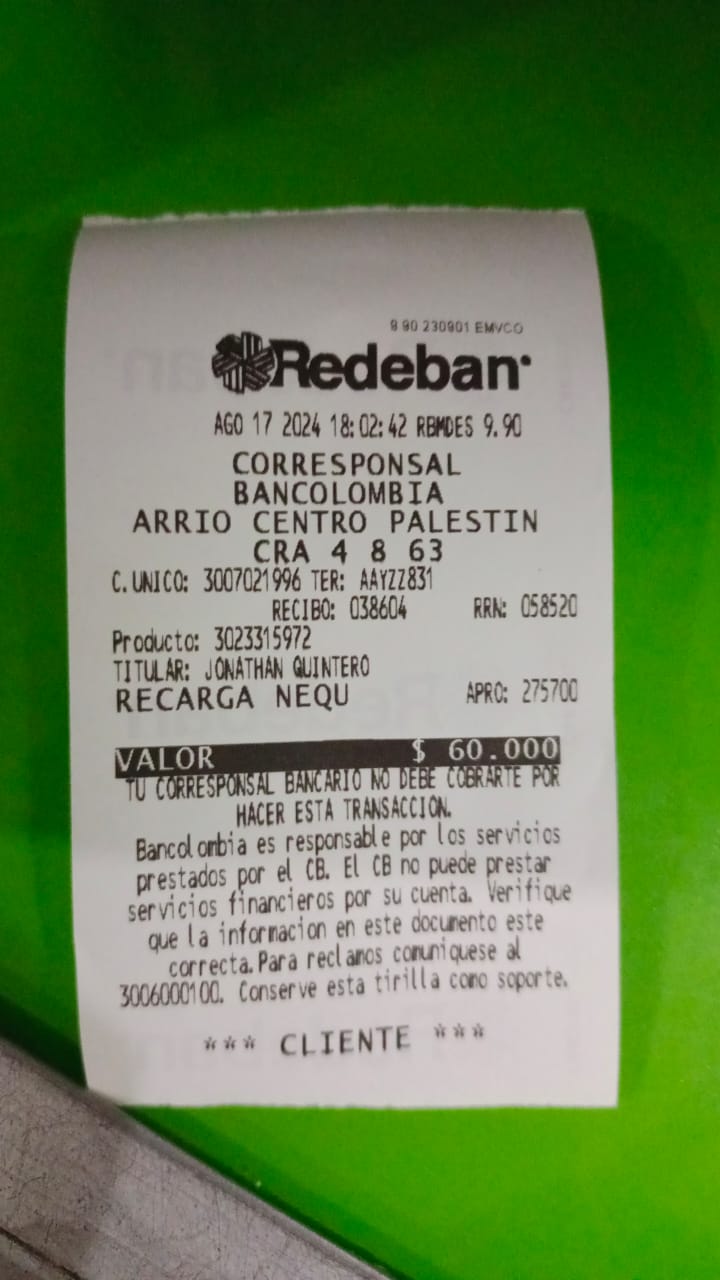 9 90 230901 EMVCO
Redeban
AGO 17 2024 18:02:42 RBMDES 9.90
CORRESPONSAL
BANCOLOMBIA
ARRIO CENTRO PALESTIN
CRA 4 8 63
C.UNICO: 3007021996 TER: AAYZZ831
RECIBO: 038604 RRN: 058520
Producto: 3023315972
TITULAR: JONATHAN QUINTERO
RECARGA NEQU APRO: 275700
VALOR $ 60.000
TU CORRESPONSAL BANCARIO NO DEBE COBRARTE POR
HACER ESTA TRANSACCION.
Bancolombia es responsable por los servicios
prestados por el CB. El CB no puede prestar
servicios financieros por su cuenta. Verifique
que la informacion en este documento este
correcta.Para reclamos comuniquese al
3006000100. Conserve esta tirilla como soporte.
*** CLIENTE ***